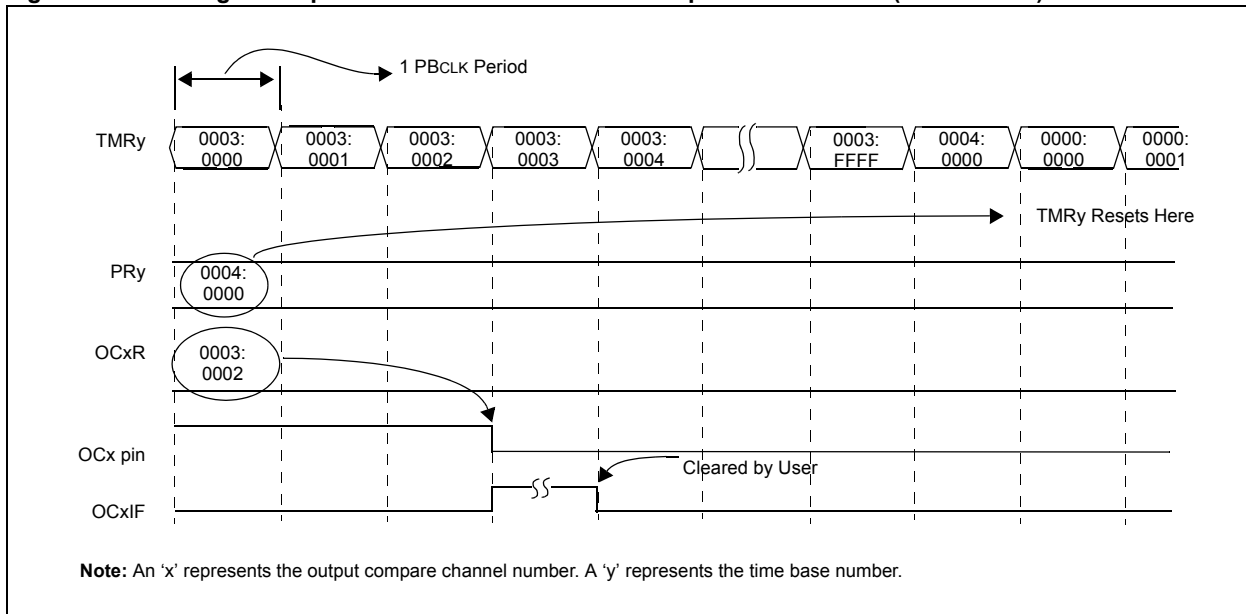 1 PBCLK Period
TMRy 0003: 0003: 0003: 0003: 0003: 0003: 0004: 0000: 0000:
0000 0001 0002 0003 0004 FFFF 0000 0000 0001
TMRy Resets Here
PRy 0004:
0000
OCxR 0003:
0002
OCx pin
Cleared by User
OCxIF
Note: An 'x' represents the output compare channel number. A 'y' represents the time base number.